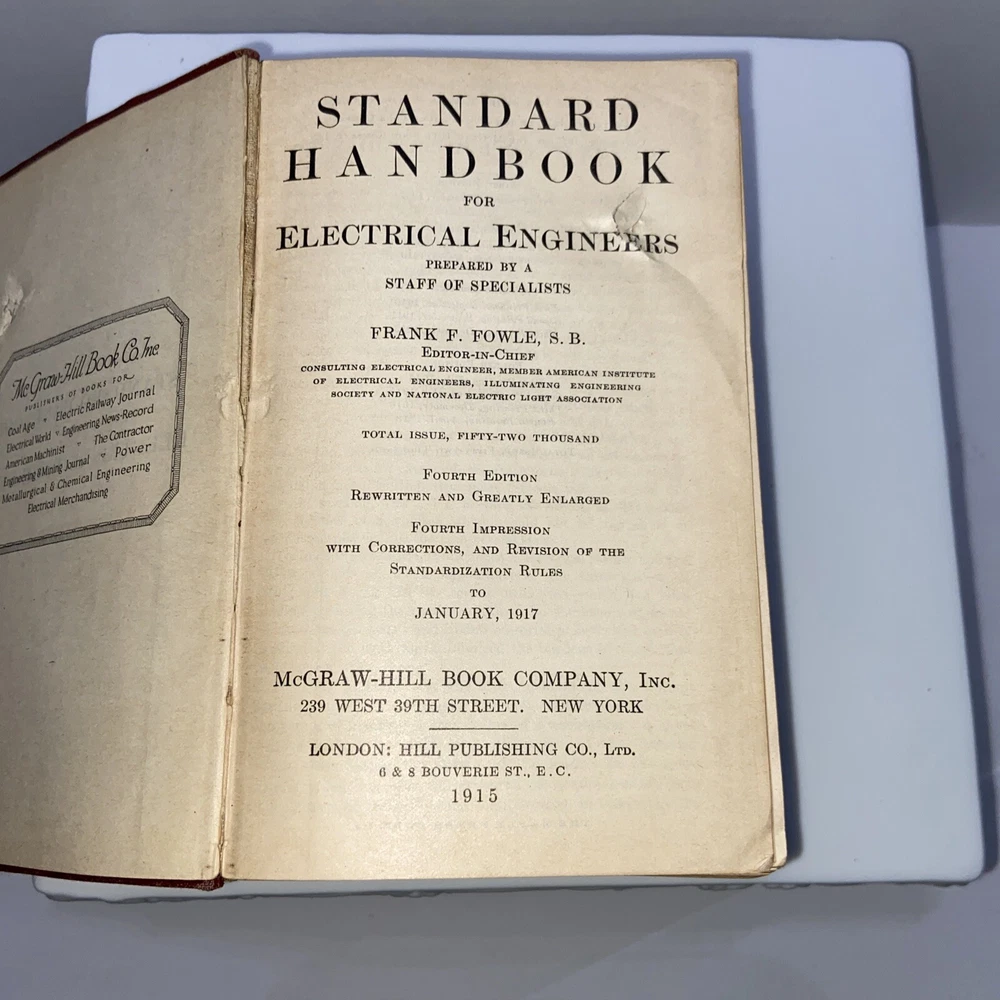 McGraw-Hill Book Co. Inc.
PUBLISHERS OF BOOKS FOR
Coal Age ▾ Electric Railway Journal
Electrical World ▾ Engineering News-Record
American Machinist ▾ The Contractor
Engineering & Mining Journal ▾ Power
Metallurgical & Chemical Engineering
Electrical Merchandising
STANDARD
HANDBOOK
FOR
ELECTRICAL ENGINEERS
PREPARED BY A
STAFF OF SPECIALISTS
FRANK F. FOWLE, S. B.
EDITOR-IN-CHIEF
CONSULTING ELECTRICAL ENGINEER, MEMBER AMERICAN INSTITUTE
OF ELECTRICAL ENGINEERS, ILLUMINATING ENGINEERING
SOCIETY AND NATIONAL ELECTRIC LIGHT ASSOCIATION
TOTAL ISSUE, FIFTY-TWO THOUSAND
FOURTH EDITION
REWRITTEN AND GREATLY ENLARGED
FOURTH IMPRESSION
WITH CORRECTIONS, AND REVISION OF THE
STANDARDIZATION RULES
TO
JANUARY, 1917
McGRAW-HILL BOOK COMPANY, INC.
239 WEST 39TH STREET. NEW YORK
LONDON: HILL PUBLISHING CO., LTD.
6 & 8 BOUVERIE ST., E. C.
1915